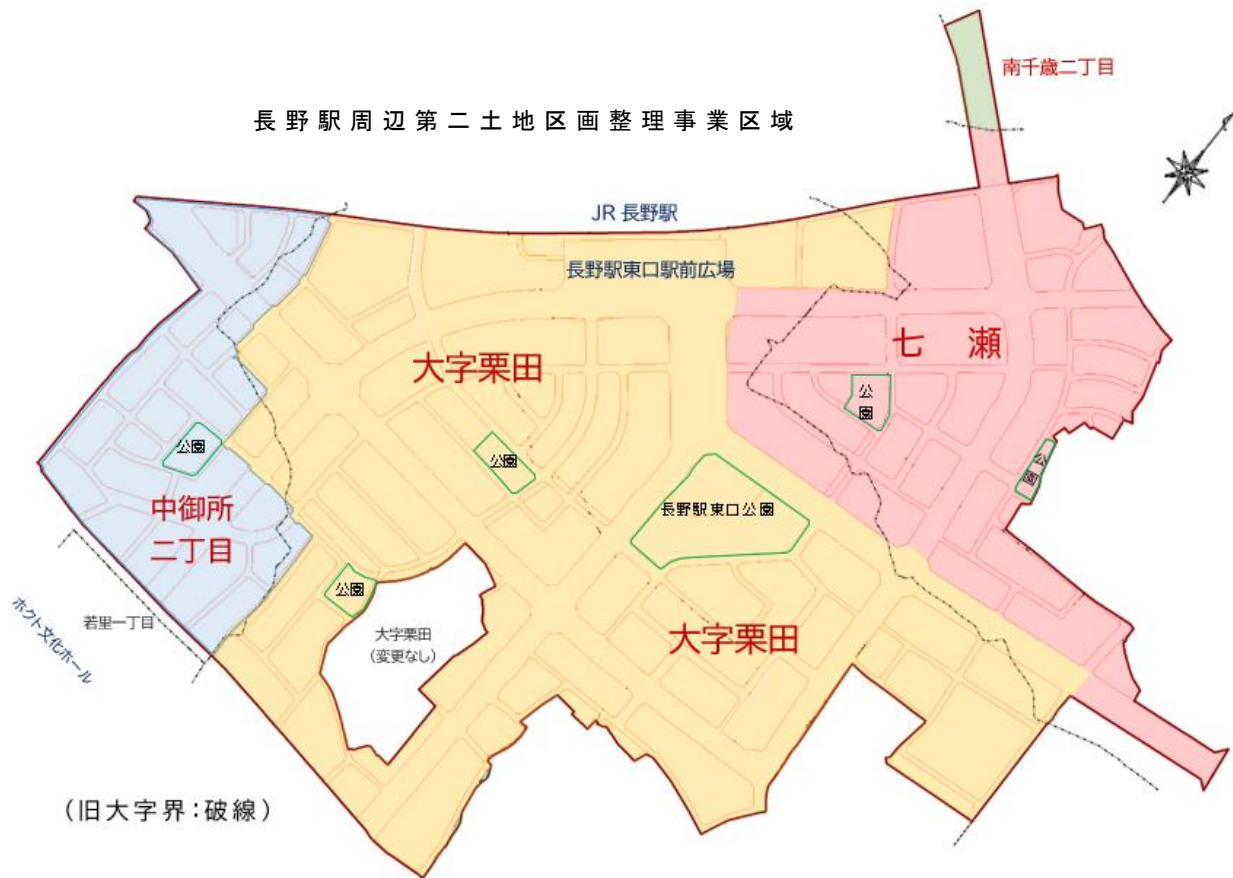 南千歳二丁目
長野駅周辺第二土地区画整理事業区域
JR 長野駅
長野駅東口駅前広場
七 瀬
大字栗田
公
園
公園
公園
公
園
長野駅東口公園
中御所
二丁目
公園
若里一丁目
ホクト文化ホール
大字栗田
(変更なし)
大字栗田
(旧大字界:破線)